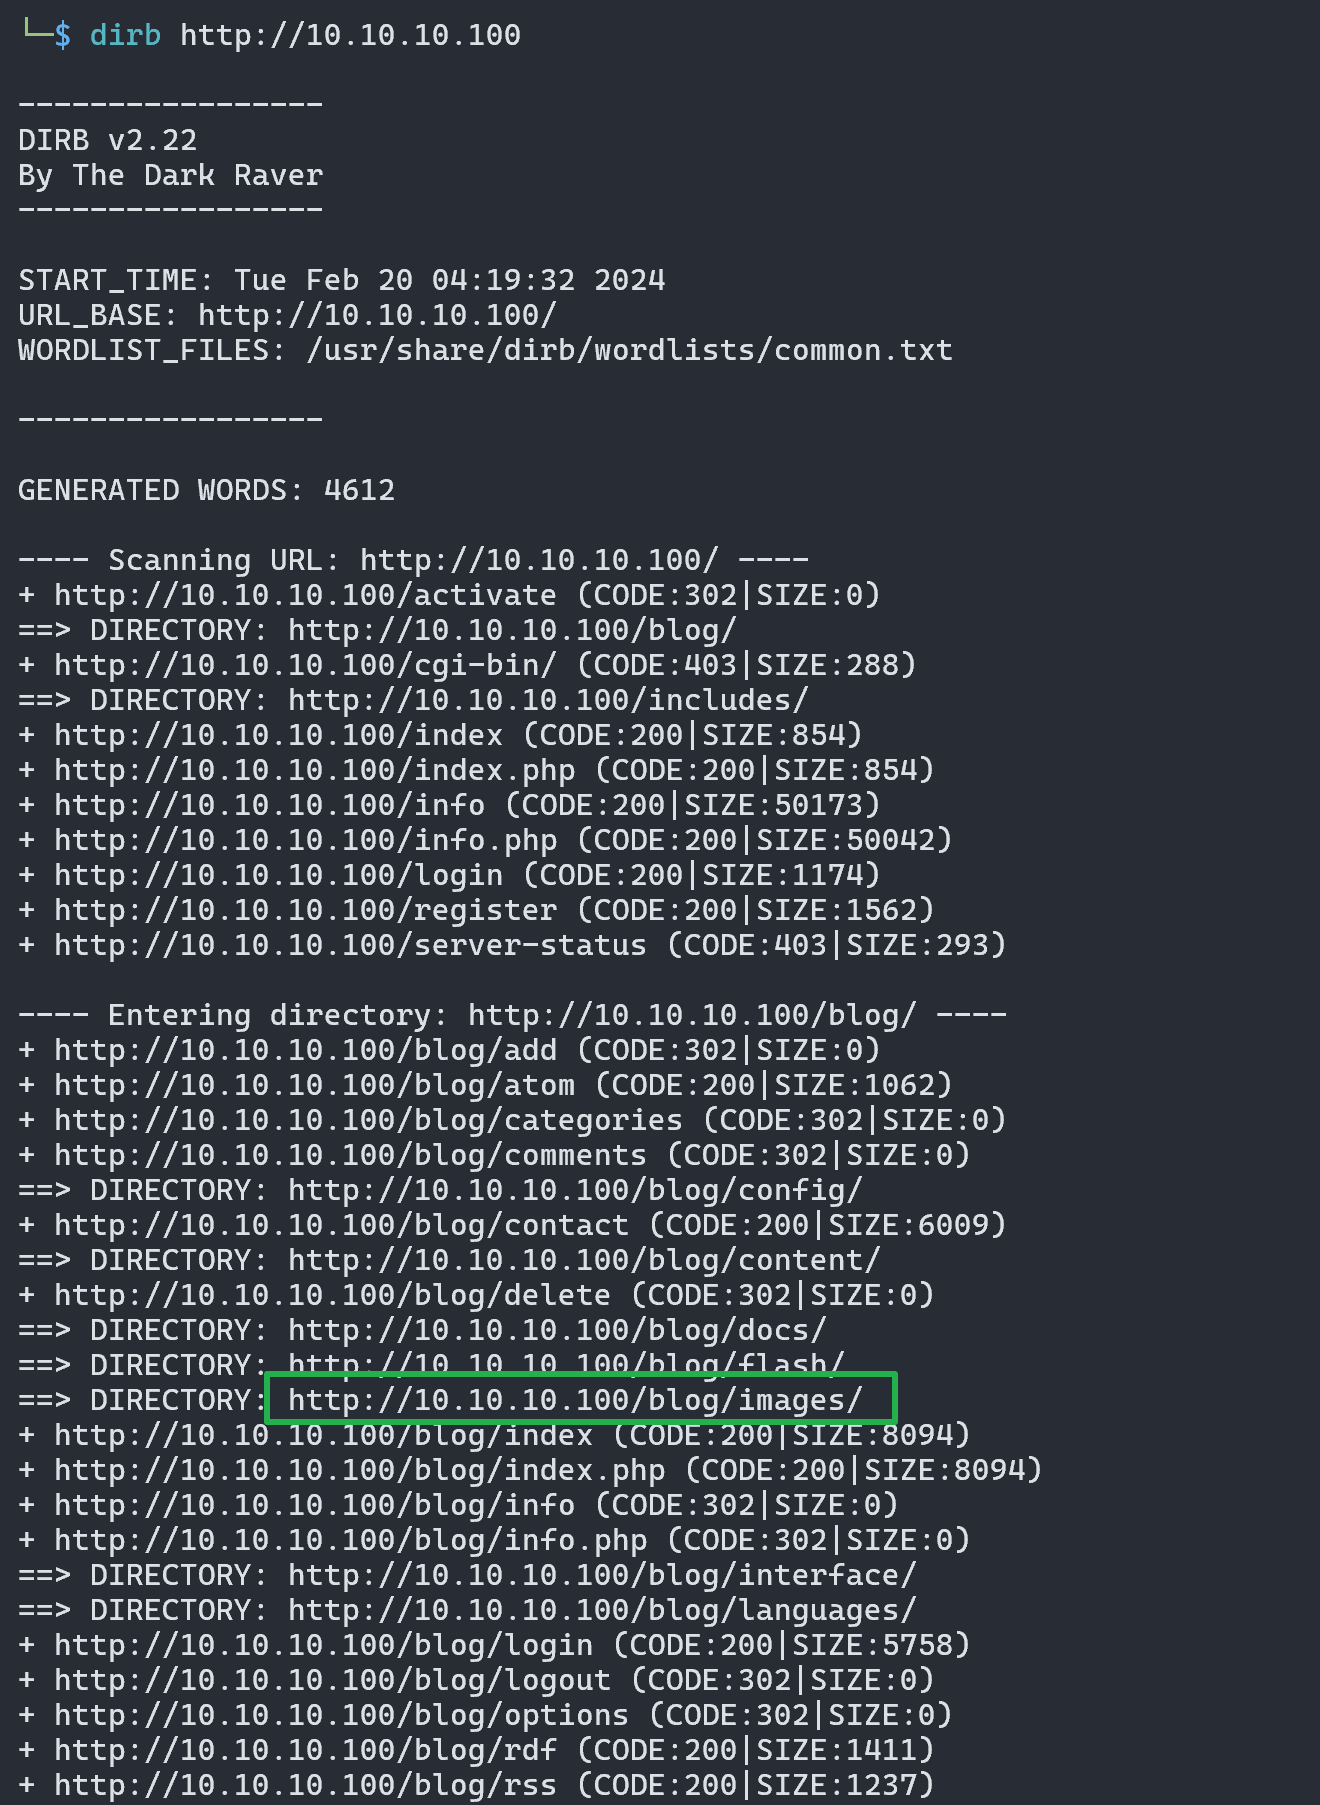 └─$ dirb http://10.10.10.100
-----------------
DIRB v2.22
By The Dark Raver
-----------------
START_TIME: Tue Feb 20 04:19:32 2024
URL_BASE: http://10.10.10.100/
WORDLIST_FILES: /usr/share/dirb/wordlists/common.txt
-----------------
GENERATED WORDS: 4612
---- Scanning URL: http://10.10.10.100/ ----
+ http://10.10.10.100/activate (CODE:302|SIZE:0)
==> DIRECTORY: http://10.10.10.100/blog/
+ http://10.10.10.100/cgi-bin/ (CODE:403|SIZE:288)
==> DIRECTORY: http://10.10.10.100/includes/
+ http://10.10.10.100/index (CODE:200|SIZE:854)
+ http://10.10.10.100/index.php (CODE:200|SIZE:854)
+ http://10.10.10.100/info (CODE:200|SIZE:50173)
+ http://10.10.10.100/info.php (CODE:200|SIZE:50042)
+ http://10.10.10.100/login (CODE:200|SIZE:1174)
+ http://10.10.10.100/register (CODE:200|SIZE:1562)
+ http://10.10.10.100/server-status (CODE:403|SIZE:293)
---- Entering directory: http://10.10.10.100/blog/ ----
+ http://10.10.10.100/blog/add (CODE:302|SIZE:0)
+ http://10.10.10.100/blog/atom (CODE:200|SIZE:1062)
+ http://10.10.10.100/blog/categories (CODE:302|SIZE:0)
+ http://10.10.10.100/blog/comments (CODE:302|SIZE:0)
==> DIRECTORY: http://10.10.10.100/blog/config/
+ http://10.10.10.100/blog/contact (CODE:200|SIZE:6009)
==> DIRECTORY: http://10.10.10.100/blog/content/
+ http://10.10.10.100/blog/delete (CODE:302|SIZE:0)
==> DIRECTORY: http://10.10.10.100/blog/docs/
==> DIRECTORY: http://10.10.10.100/blog/flash/
==> DIRECTORY: http://10.10.10.100/blog/images/
+ http://10.10.10.100/blog/index (CODE:200|SIZE:8094)
+ http://10.10.10.100/blog/index.php (CODE:200|SIZE:8094)
+ http://10.10.10.100/blog/info (CODE:302|SIZE:0)
+ http://10.10.10.100/blog/info.php (CODE:302|SIZE:0)
==> DIRECTORY: http://10.10.10.100/blog/interface/
==> DIRECTORY: http://10.10.10.100/blog/languages/
+ http://10.10.10.100/blog/login (CODE:200|SIZE:5758)
+ http://10.10.10.100/blog/logout (CODE:302|SIZE:0)
+ http://10.10.10.100/blog/options (CODE:302|SIZE:0)
+ http://10.10.10.100/blog/rdf (CODE:200|SIZE:1411)
+ http://10.10.10.100/blog/rss (CODE:200|SIZE:1237)